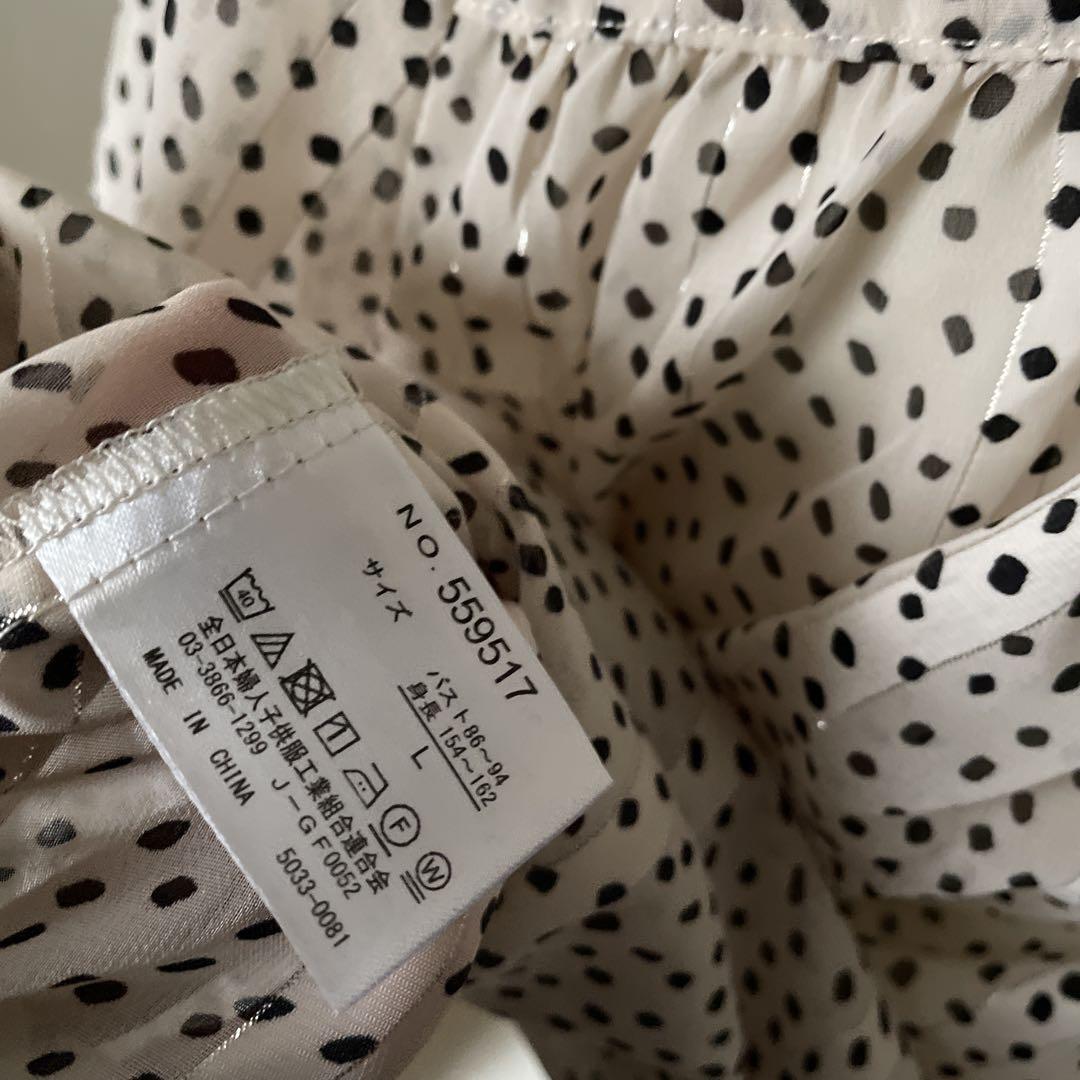 NO. 559517
サイズ
バスト86～94
身長 154～162
L
40
F
W
全日本婦人子供服工業組合連合会
03-3866-1299 J-GF0052
MADE IN CHINA 5033-0081